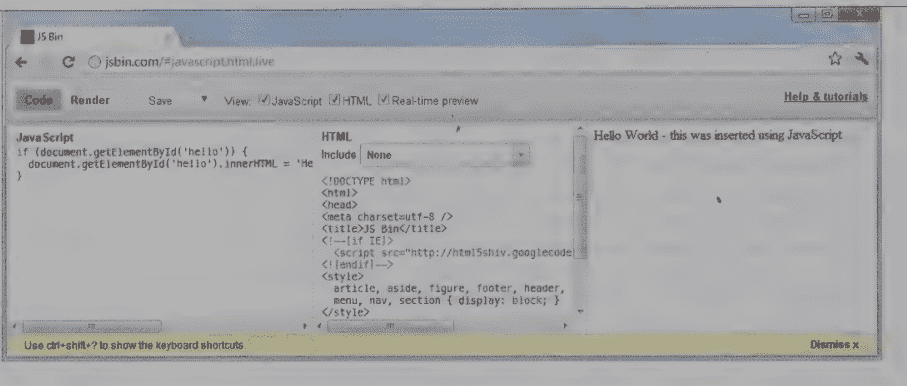 JS Bin
jsbin.com/#javascript,html,live
Code Render Save View: JavaScript HTML Real-time preview Help & tutorials
JavaScript
if (document.getElementById('hello')) {
document.getElementById('hello').innerHTML = 'He
}
HTML
Include None
<!DOCTYPE html>
<html>
<head>
<meta charset=utf-8 />
<title>JS Bin</title>
<!--[if IE]>
<script src="http://html5shiv.googlecode
<![endif]-->
<style>
article, aside, figure, footer, header,
menu, nav, section { display: block; }
</style>
Hello World - this was inserted using JavaScript
Use ctrl+shift+? to show the keyboard shortcuts
Dismiss x